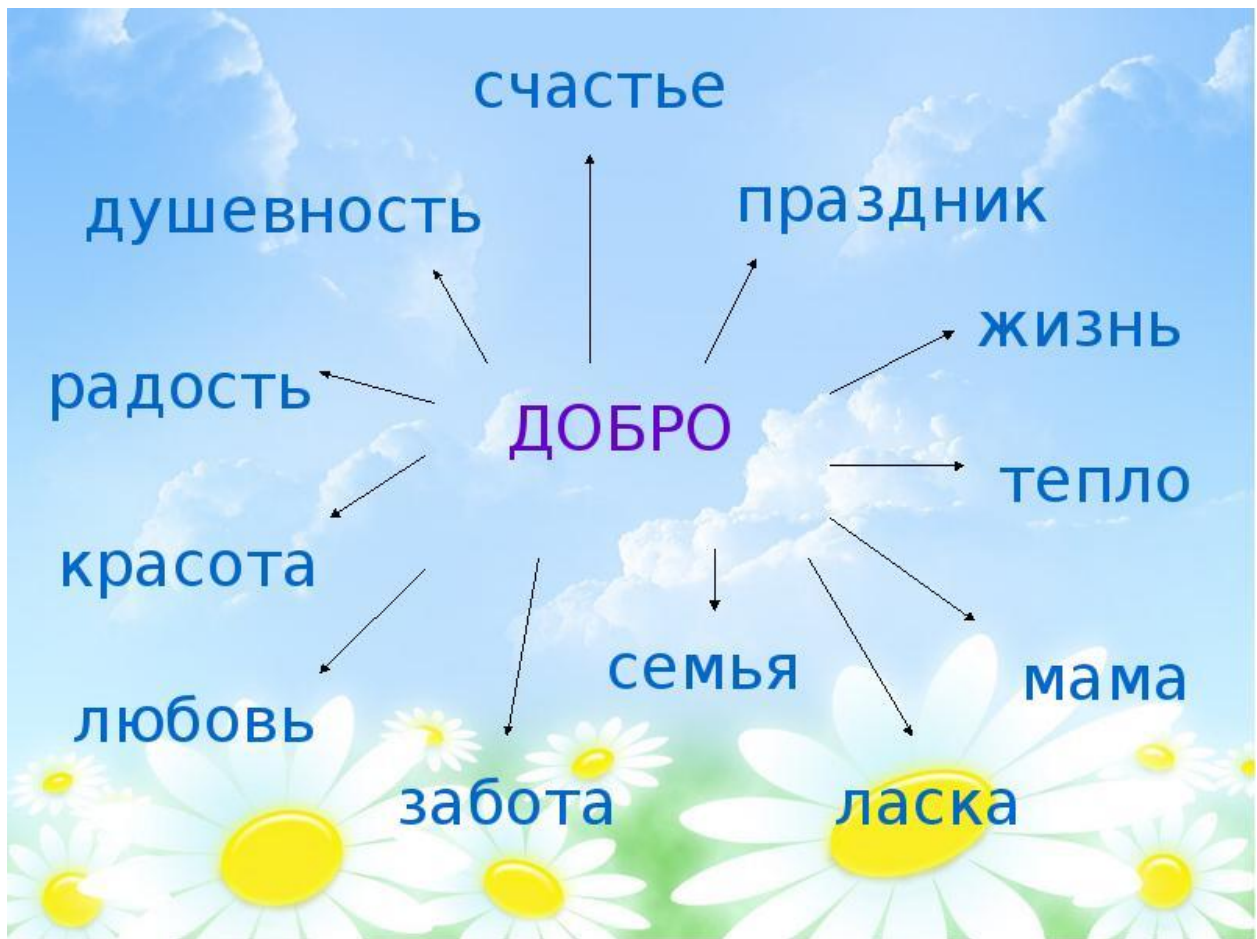 счастье
душевность
праздник
жизнь
радость
ДОБРО
тепло
красота
семья
мама
любовь
забота
ласка